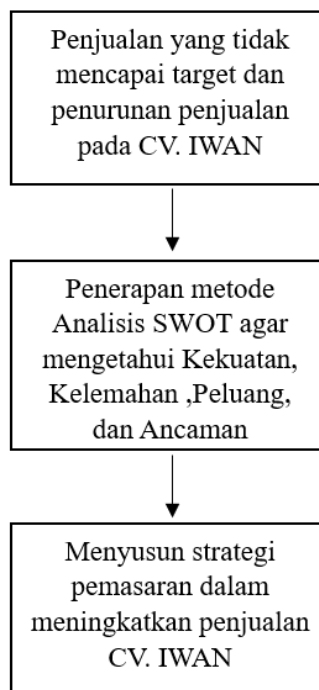 Penjualan yang tidak
mencapai target dan
penurunan penjualan
pada CV. IWAN
Penerapan metode
Analisis SWOT agar
mengetahui Kekuatan,
Kelemahan ,Peluang,
dan Ancaman
Menyusun strategi
pemasaran dalam
meningkatkan penjualan
CV. IWAN